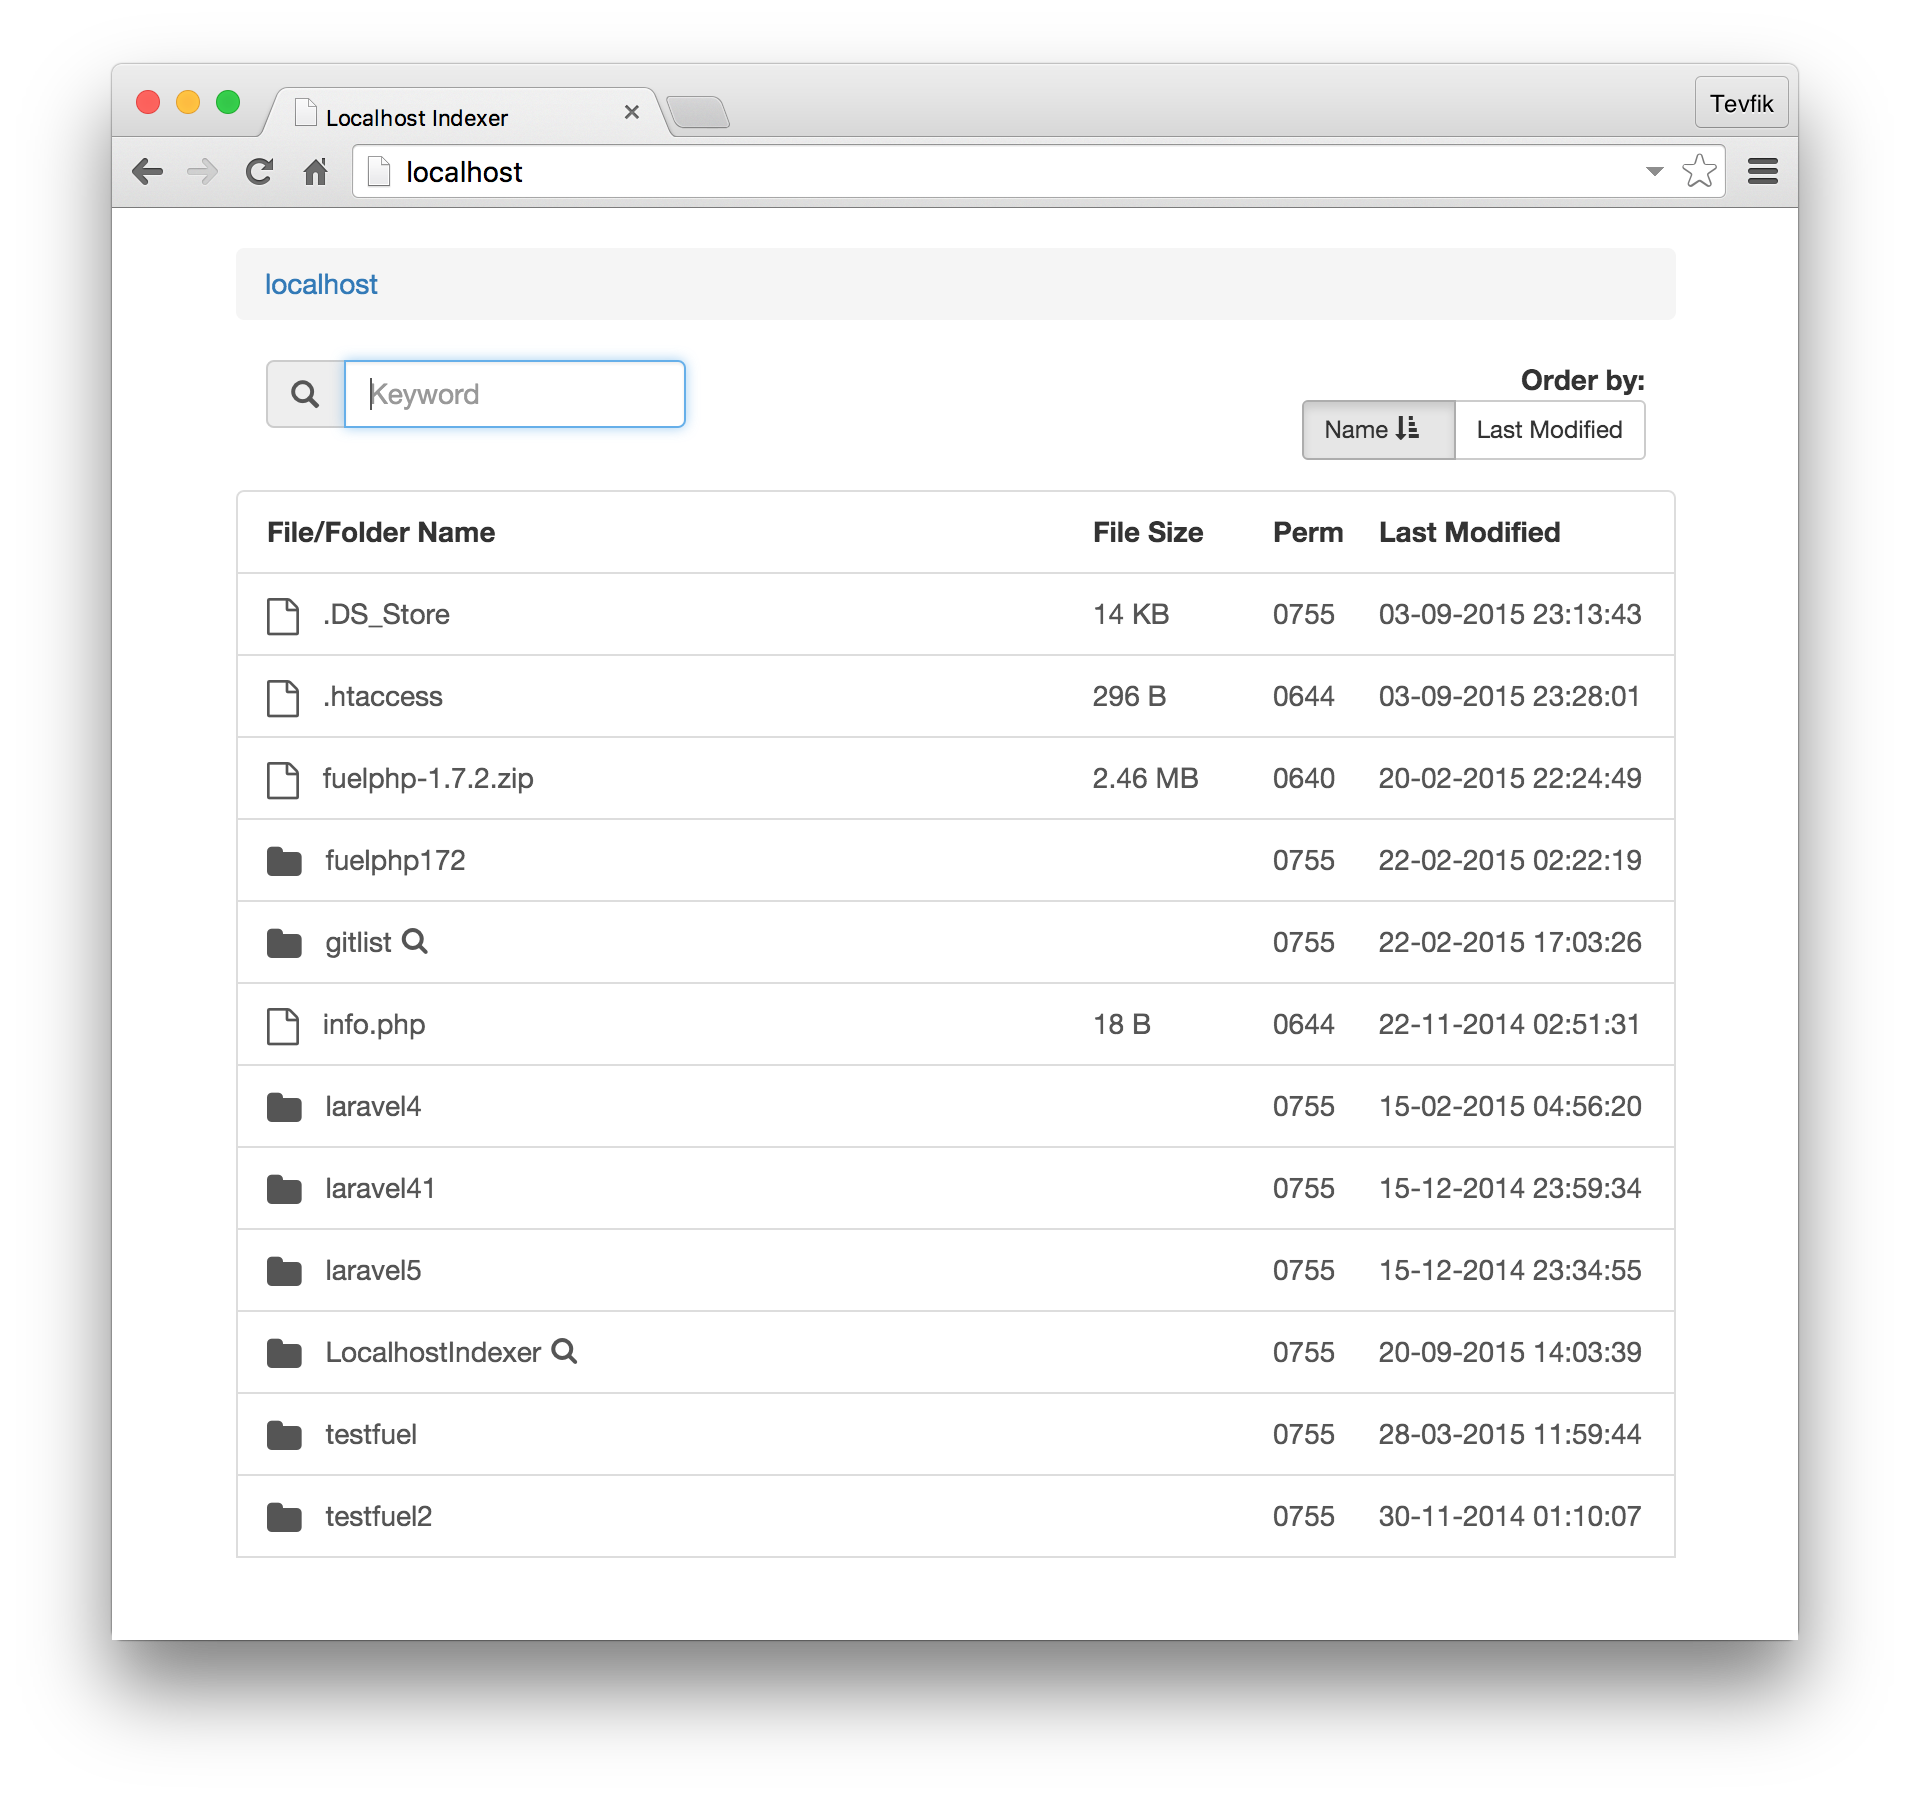 Localhost Indexer
Tevfik
localhost
localhost
Keyword
Order by:
Name Last Modified
File/Folder Name File Size Perm Last Modified
.DS_Store 14 KB 0755 03-09-2015 23:13:43
.htaccess 296 B 0644 03-09-2015 23:28:01
fuelphp-1.7.2.zip 2.46 MB 0640 20-02-2015 22:24:49
fuelphp172 0755 22-02-2015 02:22:19
gitlist 0755 22-02-2015 17:03:26
info.php 18 B 0644 22-11-2014 02:51:31
laravel4 0755 15-02-2015 04:56:20
laravel41 0755 15-12-2014 23:59:34
laravel5 0755 15-12-2014 23:34:55
LocalhostIndexer 0755 20-09-2015 14:03:39
testfuel 0755 28-03-2015 11:59:44
testfuel2 0755 30-11-2014 01:10:07